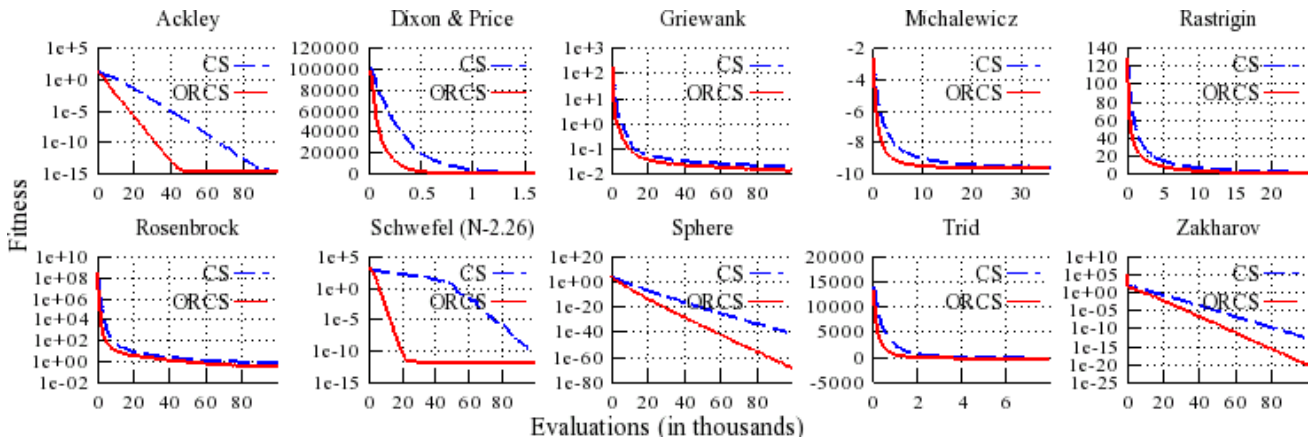 Ackley
Dixon & Price
Griewank
Michalewicz
Rastrigin
1e+5
1e+0
1e-5
1e-10
1e-15
0 20 40 60 80
CS
ORCS
120000
100000
80000
60000
40000
20000
0
0 0.5 1 1.5
CS
ORCS
1e+3
1e+2
1e+1
1e+0
1e-1
1e-2
0 20 40 60 80
CS
ORCS
-2
-4
-6
-8
-10
0 10 20 30
CS
ORCS
140
120
100
80
60
40
20
0
0 5 10 15 20
CS
ORCS
Fitness
Rosenbrock
Schwefel (N-2.26)
Sphere
Trid
Zakharov
1e+10
1e+08
1e+06
1e+04
1e+02
1e+00
1e-02
0 20 40 60 80
CS
ORCS
1e+5
1e+0
1e-5
1e-10
1e-15
0 20 40 60 80
CS
ORCS
1e+20
1e+00
1e-20
1e-40
1e-60
1e-80
0 20 40 60 80
CS
ORCS
20000
15000
10000
5000
0
-5000
0 2 4 6
CS
ORCS
1e+10
1e+05
1e+00
1e-05
1e-10
1e-15
1e-20
1e-25
0 20 40 60 80
CS
ORCS
Evaluations (in thousands)